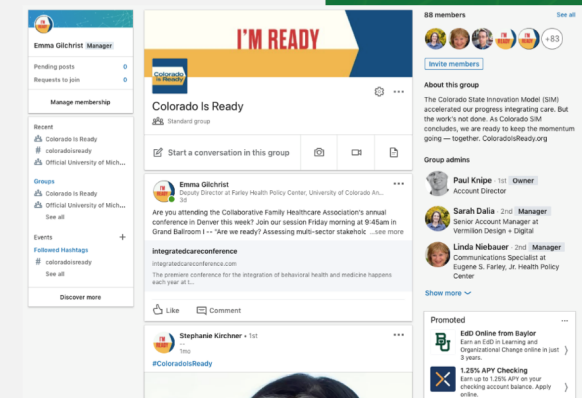 Emma Gilchrist Manager
Pending posts 0
Requests to join 0
Manage membership
Recent
Colorado Is Ready
# coloradoisready
Official University of Mich...
Groups
Colorado Is Ready
Official University of Mich...
See all
Events +
Followed Hashtags
# coloradoisready
See all
Discover more
I'M READY
Colorado
Is Ready
Colorado Is Ready
Standard group
Start a conversation in this group
Emma Gilchrist
Deputy Director at Farley Health Policy Center, University of Colorado An...
3d
Are you attending the Collaborative Family Healthcare Association's annual
conference in Denver this week? Join our session Friday morning at 9:45am in
Grand Ballroom I -- "Are we ready? Assessing multi-sector stakehol ...see more
integratedcareconference
integratedcareconference.com
The premiere conference for the integration of behavioral health and medicine happens
each year at t...
Like Comment
Stephanie Kirchner • 1st
--
1mo
#ColoradoIsReady
88 members See all
+83
Invite members
About this group
The Colorado State Innovation Model (SIM)
accelerated our progress integrating care. But
the work's not done. As Colorado SIM
concludes, we are ready to keep the momentum
going — together. ColoradoIsReady.org
Group admins
Paul Knipe · 1st Owner
Account Director
Sarah Dalia · 2nd Manager
Senior Account Manager at
Vermilion Design + Digital
Linda Niebauer · 2nd Manager
Communications Specialist at
Eugene S. Farley, Jr. Health Policy
Center
Show more
Promoted ...
EdD Online from Baylor
Earn an EdD in Learning and
Organizational Change online in just
3 years.
1.25% APY Checking
Earn up to 1.25% APY on your
checking account balance. Apply
online.